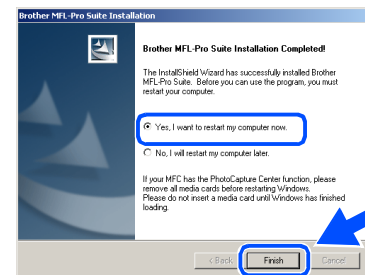 Brother MFL-Pro Suite Installation
Brother MFL-Pro Suite Installation Completed!
The InstallShield Wizard has successfully installed Brother
MFL-Pro Suite. Before you can use the program, you must
restart your computer.
Yes, I want to restart my computer now.
No, I will restart my computer later.
If your MFC has the PhotoCapture Center function, please
remove all media cards before restarting Windows.
Please do not insert a media card until Windows has finished
loading.
< Back
Finish
Cancel